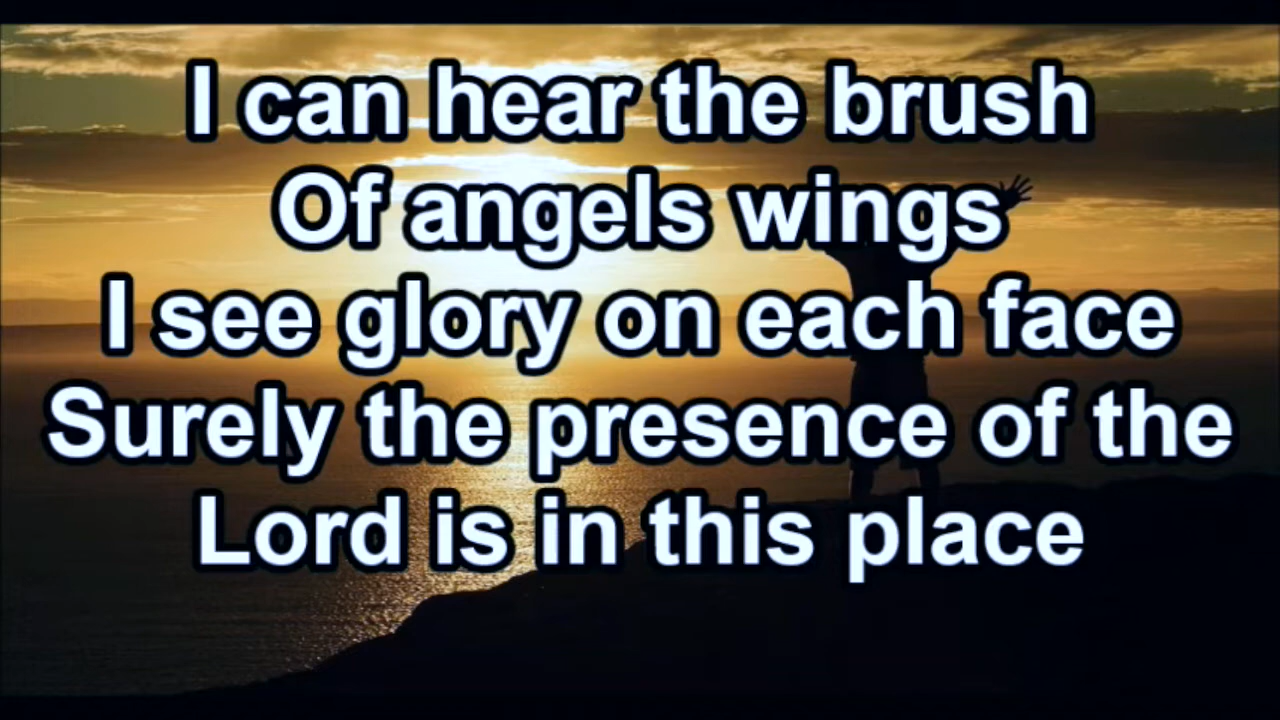 I can hear the brush
Of angels wings
I see glory on each face
Surely the presence of the
Lord is in this place